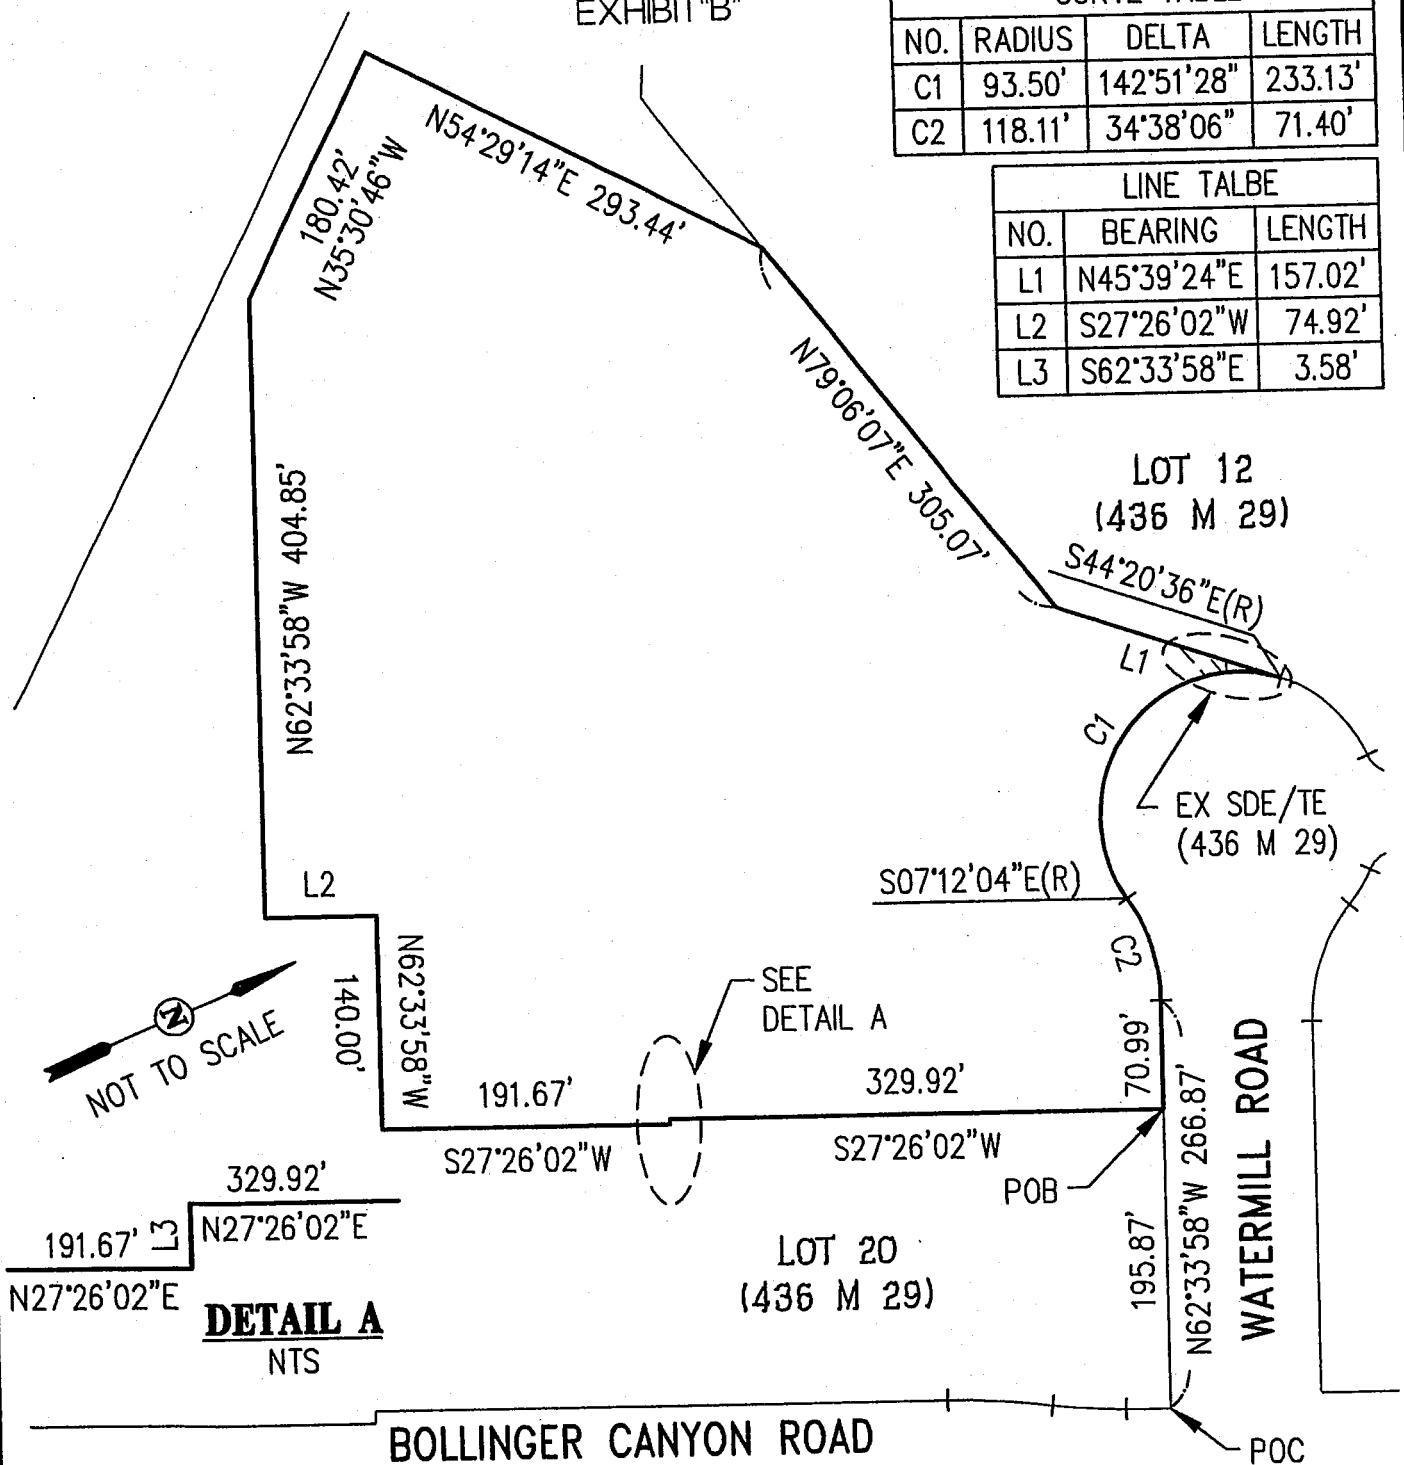 EXHIBIT "B"
NO. RADIUS DELTA LENGTH
C1 93.50' 142°51'28" 233.13'
C2 118.11' 34°38'06" 71.40'
LINE TALBE
NO. BEARING LENGTH
L1 N45°39'24"E 157.02'
L2 S27°26'02"W 74.92'
L3 S62°33'58"E 3.58'
N54°29'14"E 293.44'
180.42'
N35°30'46"W
N79°06'07"E 305.07'
LOT 12
(436 M 29)
S44°20'36"E(R)
L1
C1
N62°33'58"W 404.85'
EX SDE/TE
(436 M 29)
S07°12'04"E(R)
L2
C2
N62°33'58"W
140.00'
SEE
DETAIL A
N
NOT TO SCALE
191.67'
S27°26'02"W
329.92'
S27°26'02"W
70.99'
POB
N62°33'58"W 266.87'
195.87'
WATERMILL ROAD
329.92'
N27°26'02"E
L3
191.67'
N27°26'02"E
DETAIL A
NTS
LOT 20
(436 M 29)
BOLLINGER CANYON ROAD
POC